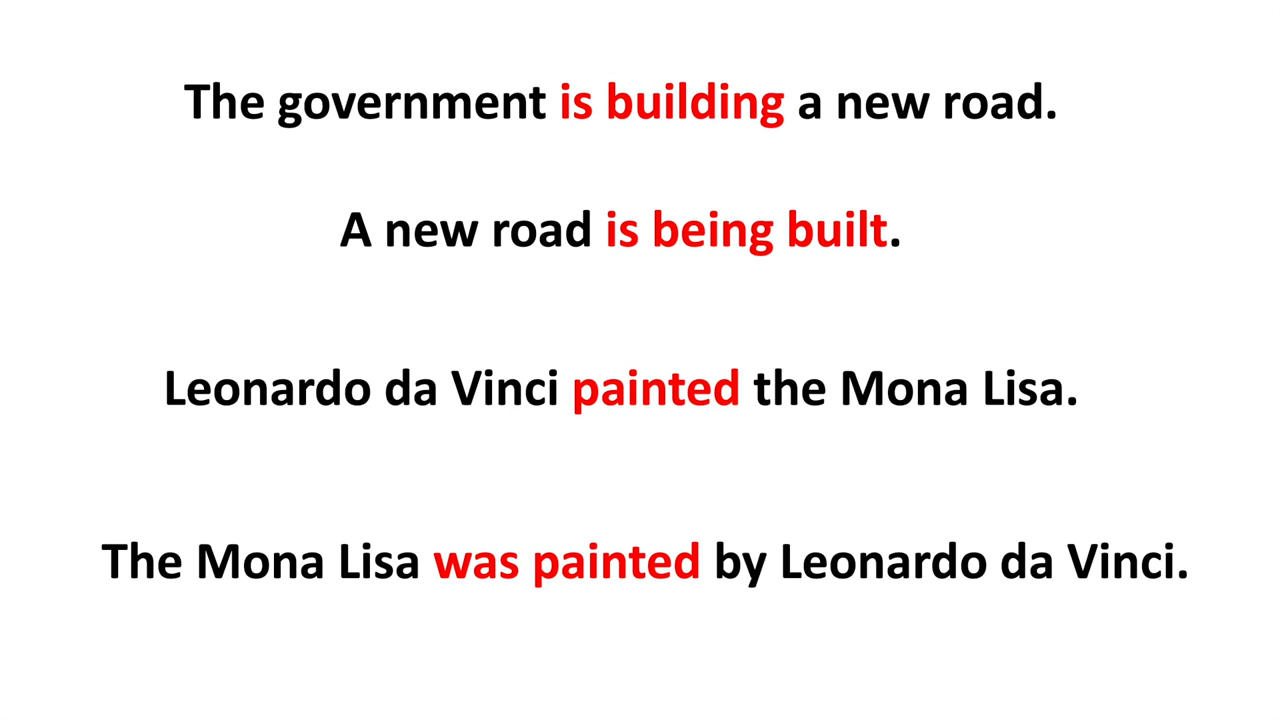 The government is building a new road.
A new road is being built.
Leonardo da Vinci painted the Mona Lisa.
The Mona Lisa was painted by Leonardo da Vinci.